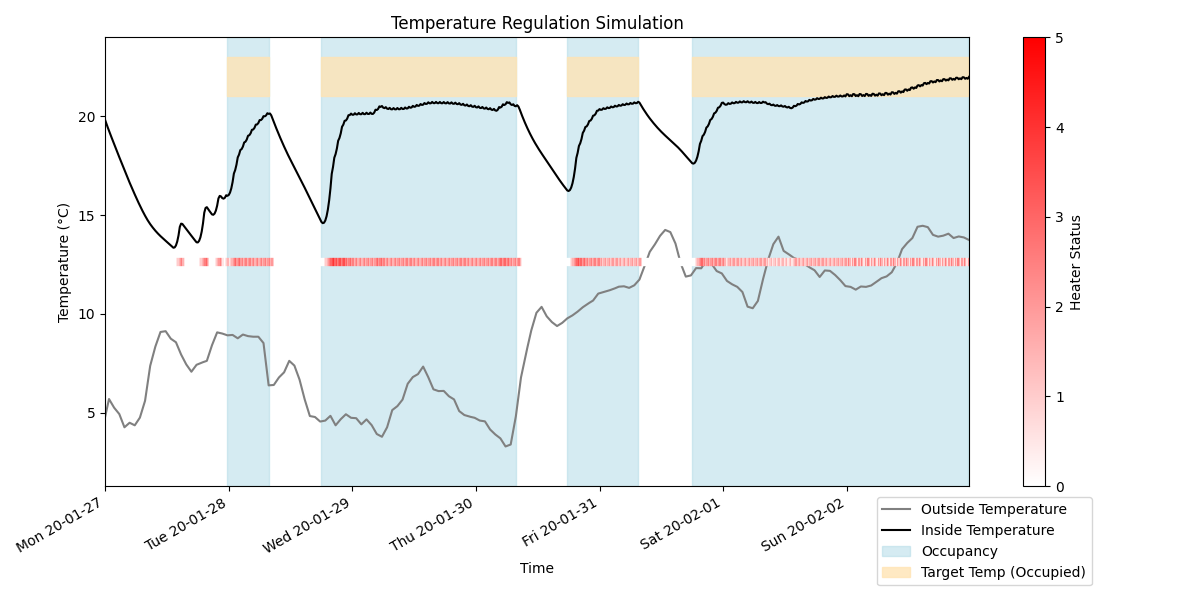 Temperature Regulation Simulation
Temperature (°C)
20
15
10
5
Mon 20-01-27
Tue 20-01-28
Wed 20-01-29
Thu 20-01-30
Fri 20-01-31
Sat 20-02-01
Sun 20-02-02
Time
5
4
3
2
1
0
Heater Status
Outside Temperature
Inside Temperature
Occupancy
Target Temp (Occupied)